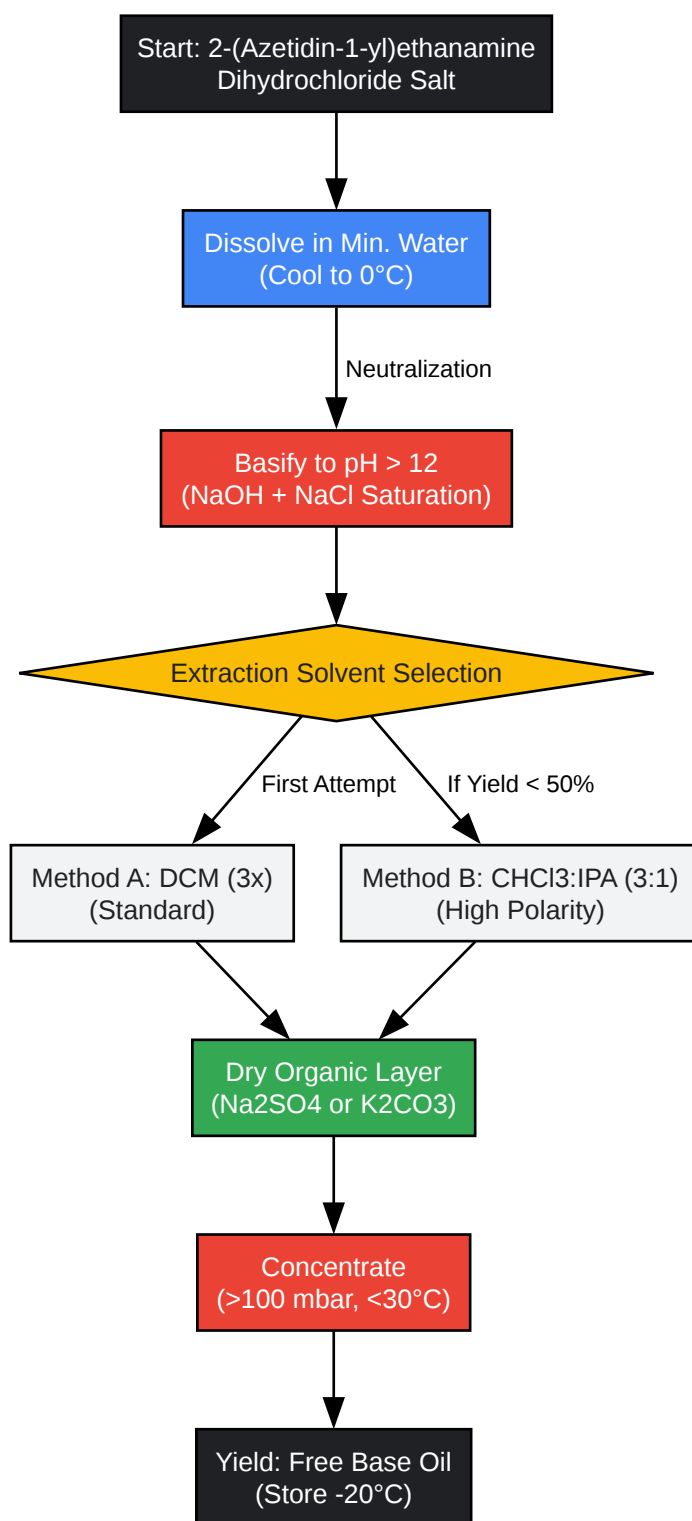 Start: 2-(Azetidin-1-yl)ethanamine
Dihydrochloride Salt
Dissolve in Min. Water
(Cool to 0°C)
Neutralization
Basify to pH > 12
(NaOH + NaCl Saturation)
Extraction Solvent Selection
First Attempt
If Yield < 50%
Method A: DCM (3x)
(Standard)
Method B: CHCl3:IPA (3:1)
(High Polarity)
Dry Organic Layer
(Na2SO4 or K2CO3)
Concentrate
(>100 mbar, <30°C)
Yield: Free Base Oil
(Store -20°C)